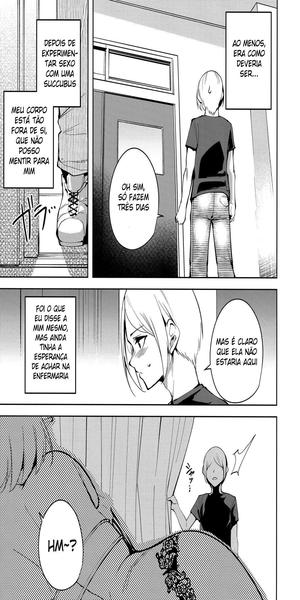 AO MENOS,
ERA COMO
DEVERIA
SER...
DEPOIS DE
EXPERIMEN-
TAR SEXO
COM UMA
SUCCUBUS
MEU CORPO
ESTÁ TÃO
FORA DE SI,
QUE NÃO
POSSO
MENTIR PARA
MIM
OH SIM,
SÓ FAZEM
TRÊS DIAS
MAS É CLARO
QUE ELA NÃO
ESTARIA AQUI
FOI O QUE
EU DISSE A
MIM MESMO,
MAS AINDA
TINHA A
ESPERANÇA
DE ACHAR NA
ENFERMARIA
HM~?